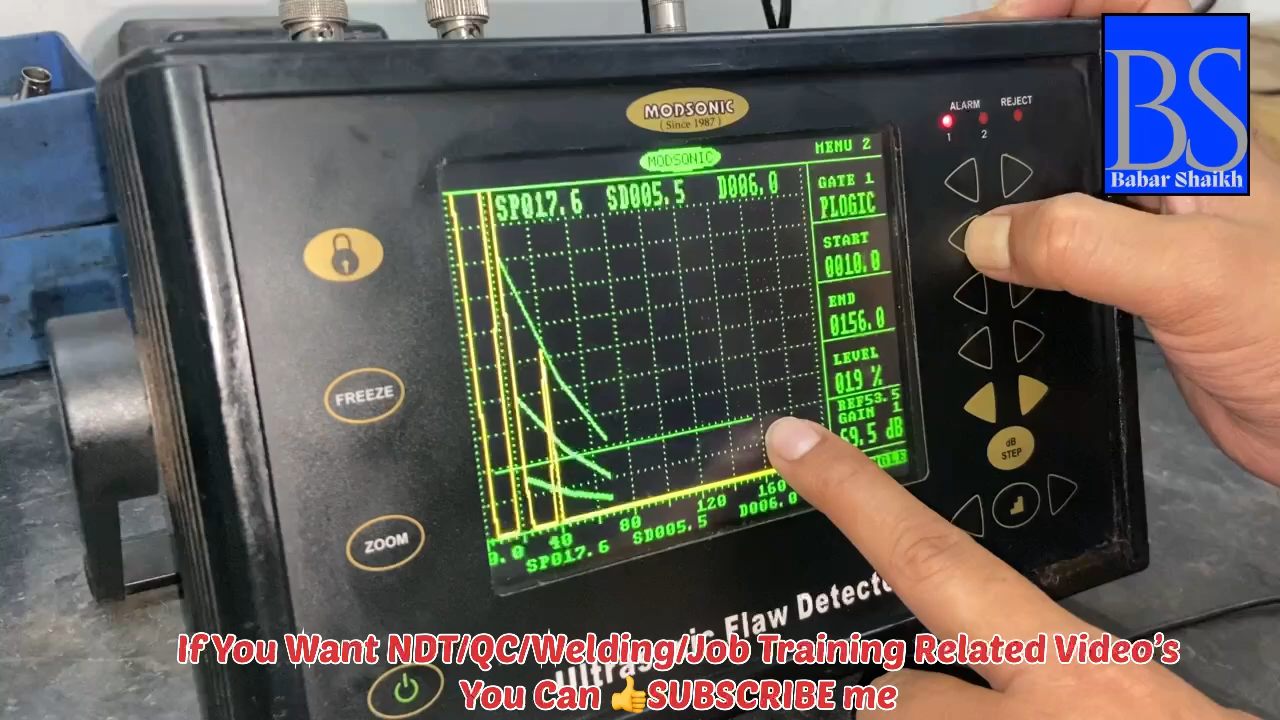 MODSONIC
(Since 1987)
ALARM
REJECT
1
2
BS
Babar Shaikh
MODSONIC
MENU 2
SP017.6 SD005.5 D006.0
GATE 1
PLOGIC
START
0010.0
END
0156.0
LEVEL
019 %
REF53.5
GAIN 1
59.5 dB
0.0 40 80 120 160
SP017.6 SD005.5 D006.0
FREEZE
ZOOM
dB
STEP
Ultrasonic Flaw Detector
If You Want NDT/QC/Welding/Job Training Related Video's
You Can 👍SUBSCRIBE me